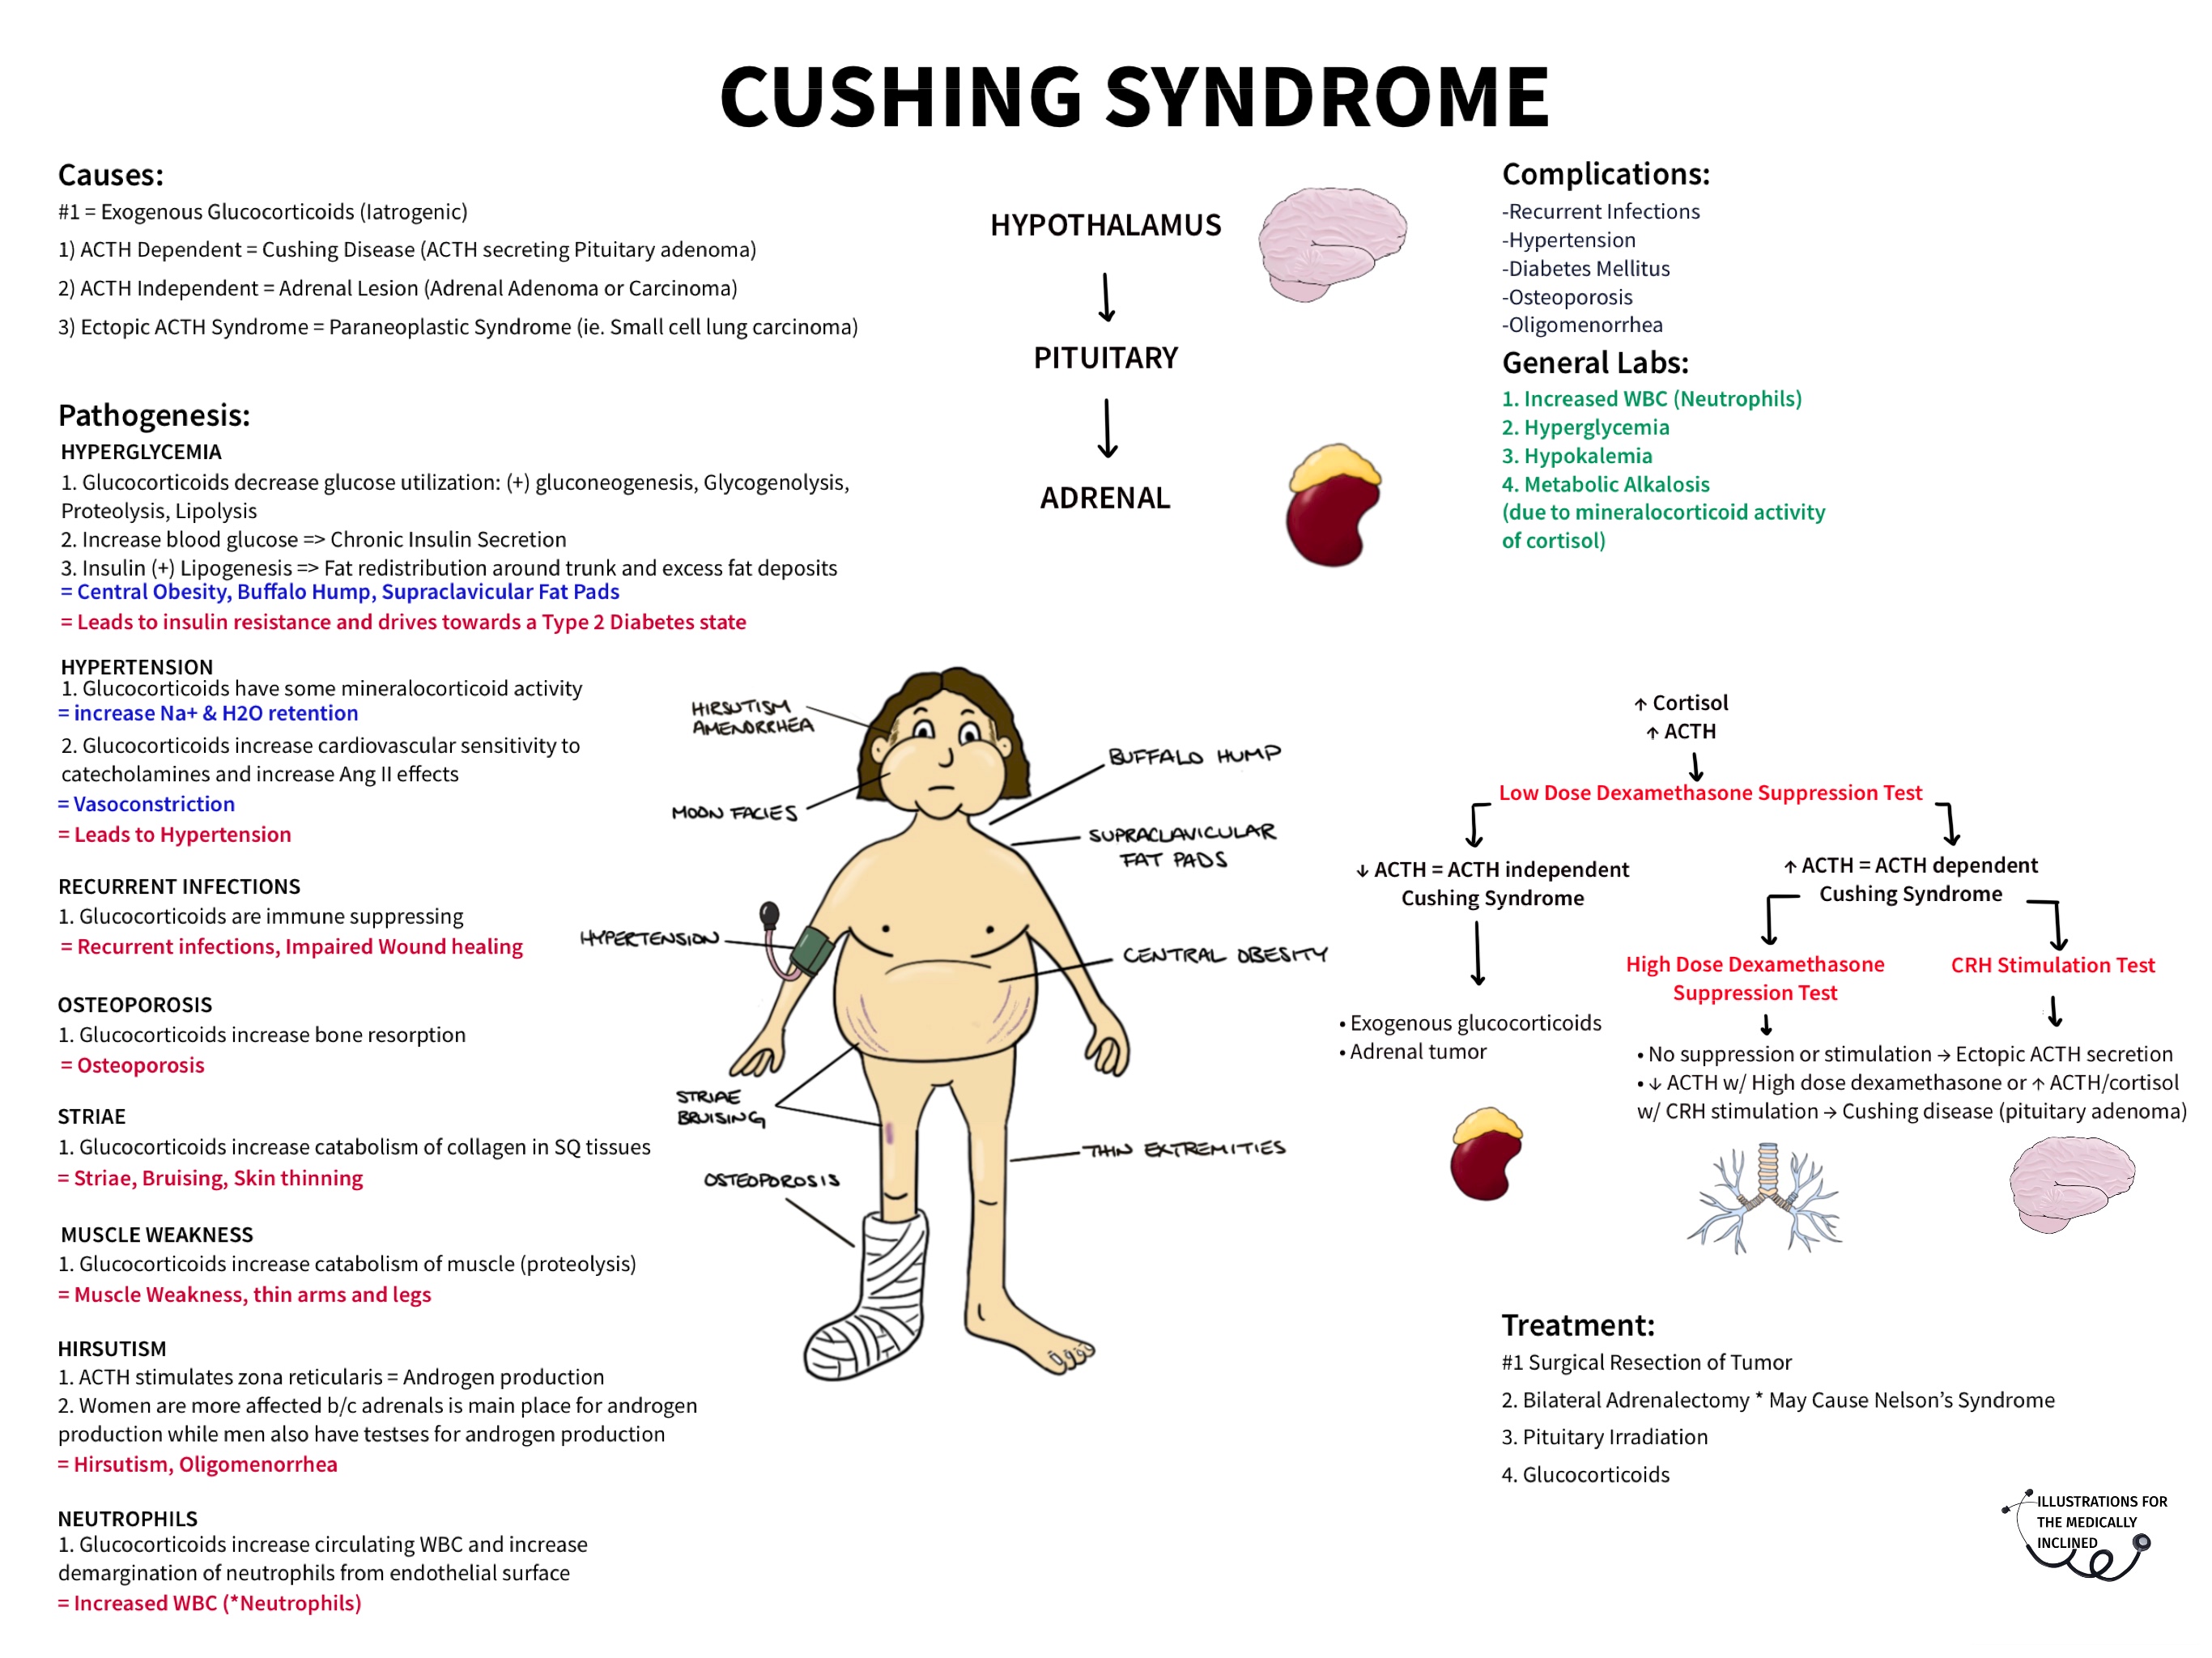 CUSHING SYNDROME
Causes:
#1 = Exogenous Glucocorticoids (Iatrogenic)
1) ACTH Dependent = Cushing Disease (ACTH secreting Pituitary adenoma)
2) ACTH Independent = Adrenal Lesion (Adrenal Adenoma or Carcinoma)
3) Ectopic ACTH Syndrome = Paraneoplastic Syndrome (ie. Small cell lung carcinoma)
Pathogenesis:
HYPERGLYCEMIA
1. Glucocorticoids decrease glucose utilization: (+) gluconeogenesis, Glycogenolysis,
Proteolysis, Lipolysis
2. Increase blood glucose => Chronic Insulin Secretion
3. Insulin (+) Lipogenesis => Fat redistribution around trunk and excess fat deposits
= Central Obesity, Buffalo Hump, Supraclavicular Fat Pads
= Leads to insulin resistance and drives towards a Type 2 Diabetes state
HYPERTENSION
1. Glucocorticoids have some mineralocorticoid activity
= increase Na+ & H2O retention
2. Glucocorticoids increase cardiovascular sensitivity to
catecholamines and increase Ang II effects
= Vasoconstriction
= Leads to Hypertension
RECURRENT INFECTIONS
1. Glucocorticoids are immune suppressing
= Recurrent infections, Impaired Wound healing
OSTEOPOROSIS
1. Glucocorticoids increase bone resorption
= Osteoporosis
STRIAE
1. Glucocorticoids increase catabolism of collagen in SQ tissues
= Striae, Bruising, Skin thinning
MUSCLE WEAKNESS
1. Glucocorticoids increase catabolism of muscle (proteolysis)
= Muscle Weakness, thin arms and legs
HIRSUTISM
1. ACTH stimulates zona reticularis = Androgen production
2. Women are more affected b/c adrenals is main place for androgen
production while men also have testses for androgen production
= Hirsutism, Oligomenorrhea
NEUTROPHILS
1. Glucocorticoids increase circulating WBC and increase
demargination of neutrophils from endothelial surface
= Increased WBC (*Neutrophils)
HYPOTHALAMUS
PITUITARY
ADRENAL
HIRSUTISM
AMENORRHEA
MOON FACIES
HYPERTENSION
STRIAE
BRUISING
OSTEOPOROSIS
BUFFALO HUMP
SUPRACLAVICULAR
FAT PADS
CENTRAL OBESITY
THIN EXTREMITIES
Complications:
-Recurrent Infections
-Hypertension
-Diabetes Mellitus
-Osteoporosis
-Oligomenorrhea
General Labs:
1. Increased WBC (Neutrophils)
2. Hyperglycemia
3. Hypokalemia
4. Metabolic Alkalosis
(due to mineralocorticoid activity
of cortisol)
↑ Cortisol
↑ ACTH
Low Dose Dexamethasone Suppression Test
↓ ACTH = ACTH independent
Cushing Syndrome
• Exogenous glucocorticoids
• Adrenal tumor
↑ ACTH = ACTH dependent
Cushing Syndrome
High Dose Dexamethasone
Suppression Test
CRH Stimulation Test
• No suppression or stimulation → Ectopic ACTH secretion
• ↓ ACTH w/ High dose dexamethasone or ↑ ACTH/cortisol
w/ CRH stimulation → Cushing disease (pituitary adenoma)
Treatment:
#1 Surgical Resection of Tumor
2. Bilateral Adrenalectomy * May Cause Nelson's Syndrome
3. Pituitary Irradiation
4. Glucocorticoids
ILLUSTRATIONS FOR
THE MEDICALLY
INCLINED